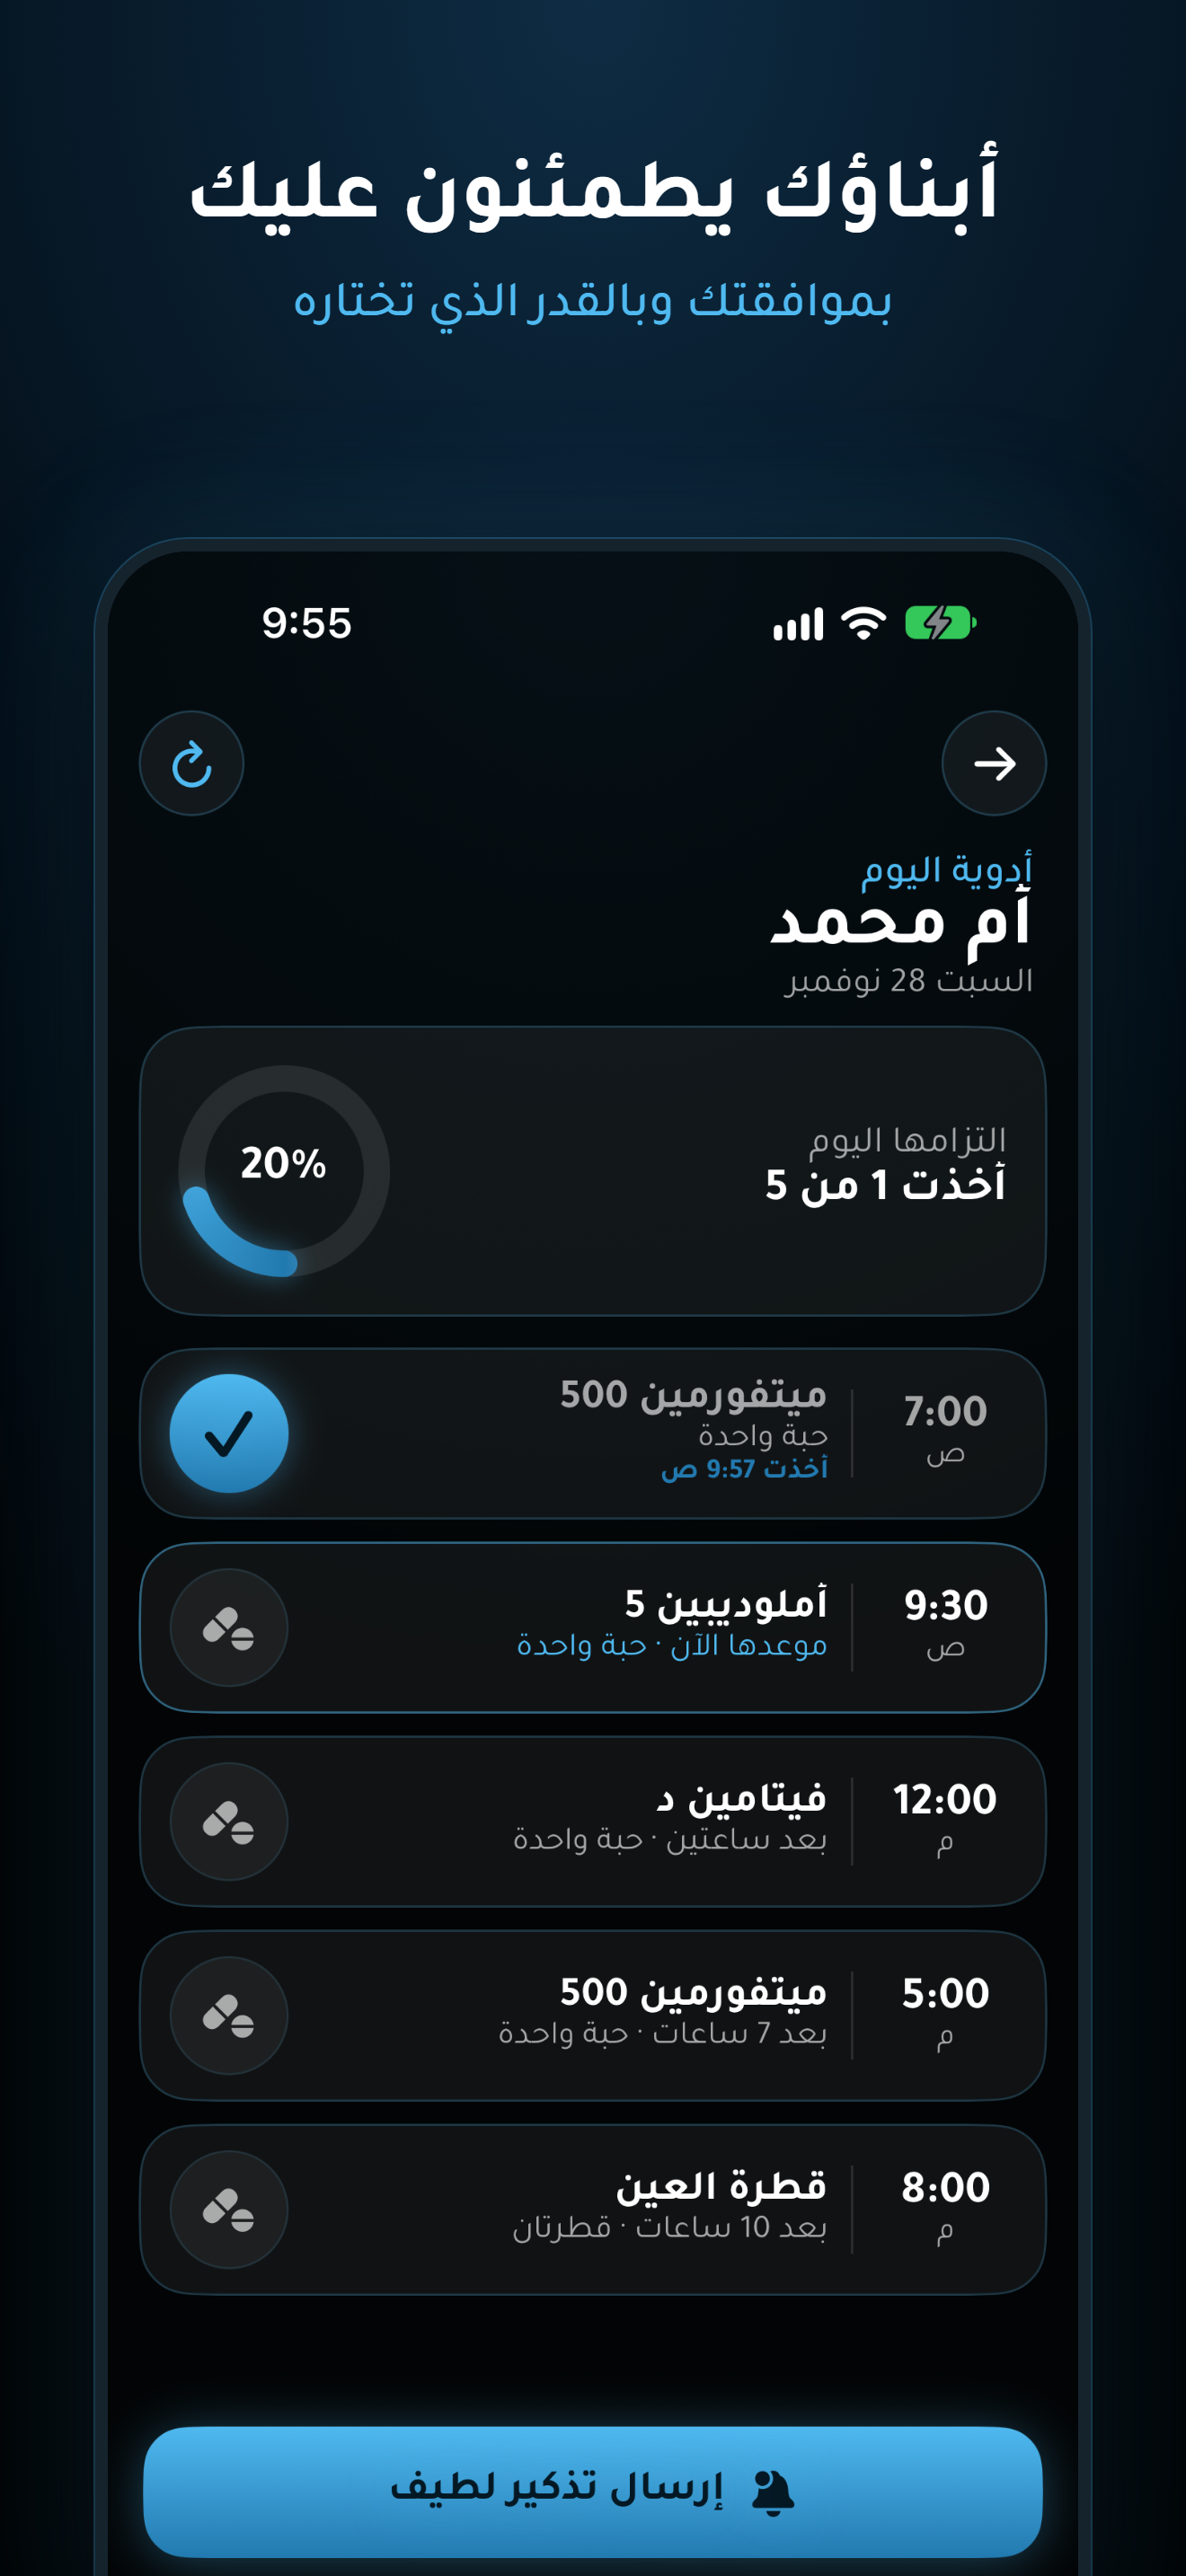 أبناؤك يطمئنون عليك
بموافقتك وبالقدر الذي تختاره
9:55
أدوية اليوم
أم محمد
السبت 28 نوفمبر
التزامها اليوم
أخذت 1 من 5
20%
7:00 ص
ميتفورمين 500
حبة واحدة
أخذت 9:57 ص
9:30 ص
أملوديبين 5
موعدها الآن · حبة واحدة
12:00 م
فيتامين د
بعد ساعتين · حبة واحدة
5:00 م
ميتفورمين 500
بعد 7 ساعات · حبة واحدة
8:00 م
قطرة العين
بعد 10 ساعات · قطرتان
إرسال تذكير لطيف